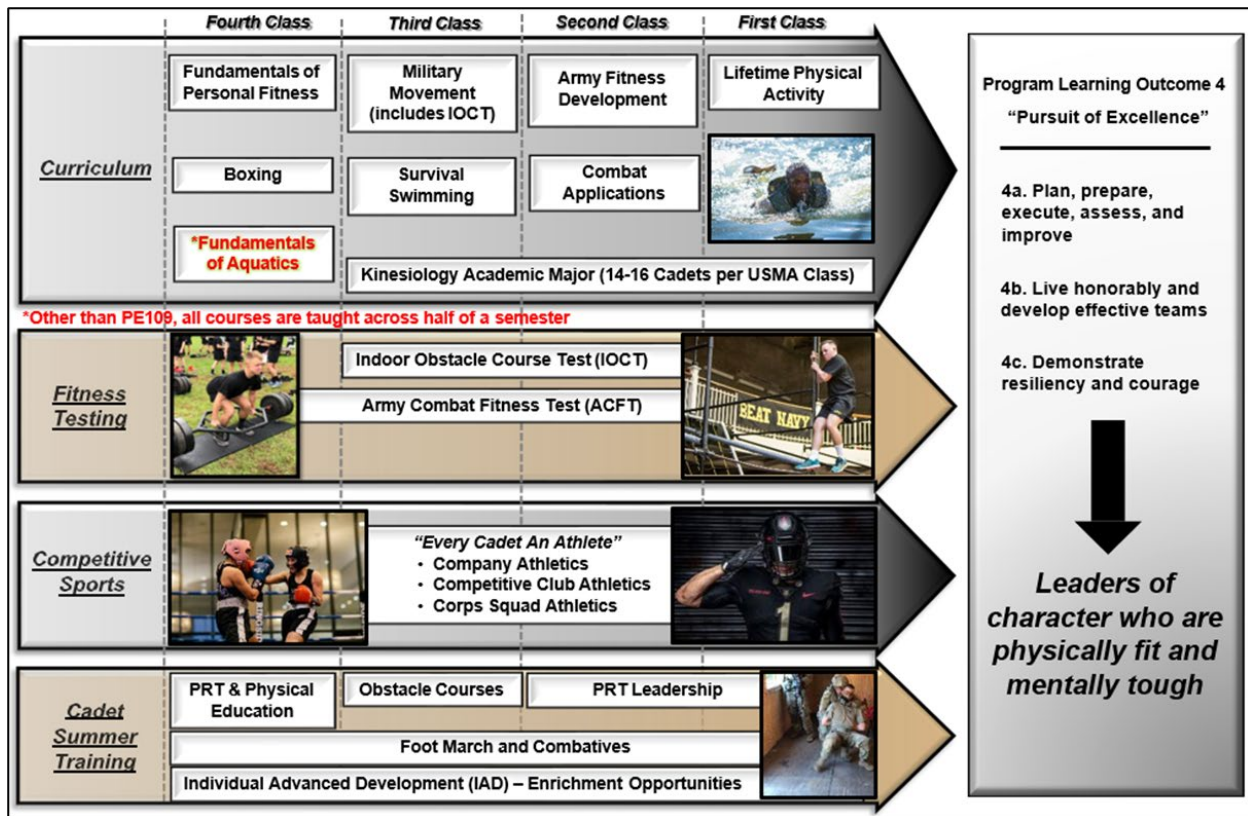 Fourth Class
Third Class
Second Class
First Class
Curriculum
Fundamentals of
Personal Fitness
Military
Movement
(includes IOCT)
Army Fitness
Development
Lifetime Physical
Activity
Boxing
Survival
Swimming
Combat
Applications
*Fundamentals
of Aquatics
Kinesiology Academic Major (14-16 Cadets per USMA Class)
*Other than PE109, all courses are taught across half of a semester
Fitness
Testing
Indoor Obstacle Course Test (IOCT)
Army Combat Fitness Test (ACFT)
BEAT NAVY
Competitive
Sports
“Every Cadet An Athlete”
• Company Athletics
• Competitive Club Athletics
• Corps Squad Athletics
1
Cadet
Summer
Training
PRT & Physical
Education
Obstacle Courses
PRT Leadership
Foot March and Combatives
Individual Advanced Development (IAD) – Enrichment Opportunities
Program Learning Outcome 4
“Pursuit of Excellence”
4a. Plan, prepare,
execute, assess, and
improve
4b. Live honorably and
develop effective teams
4c. Demonstrate
resiliency and courage
Leaders of
character who are
physically fit and
mentally tough